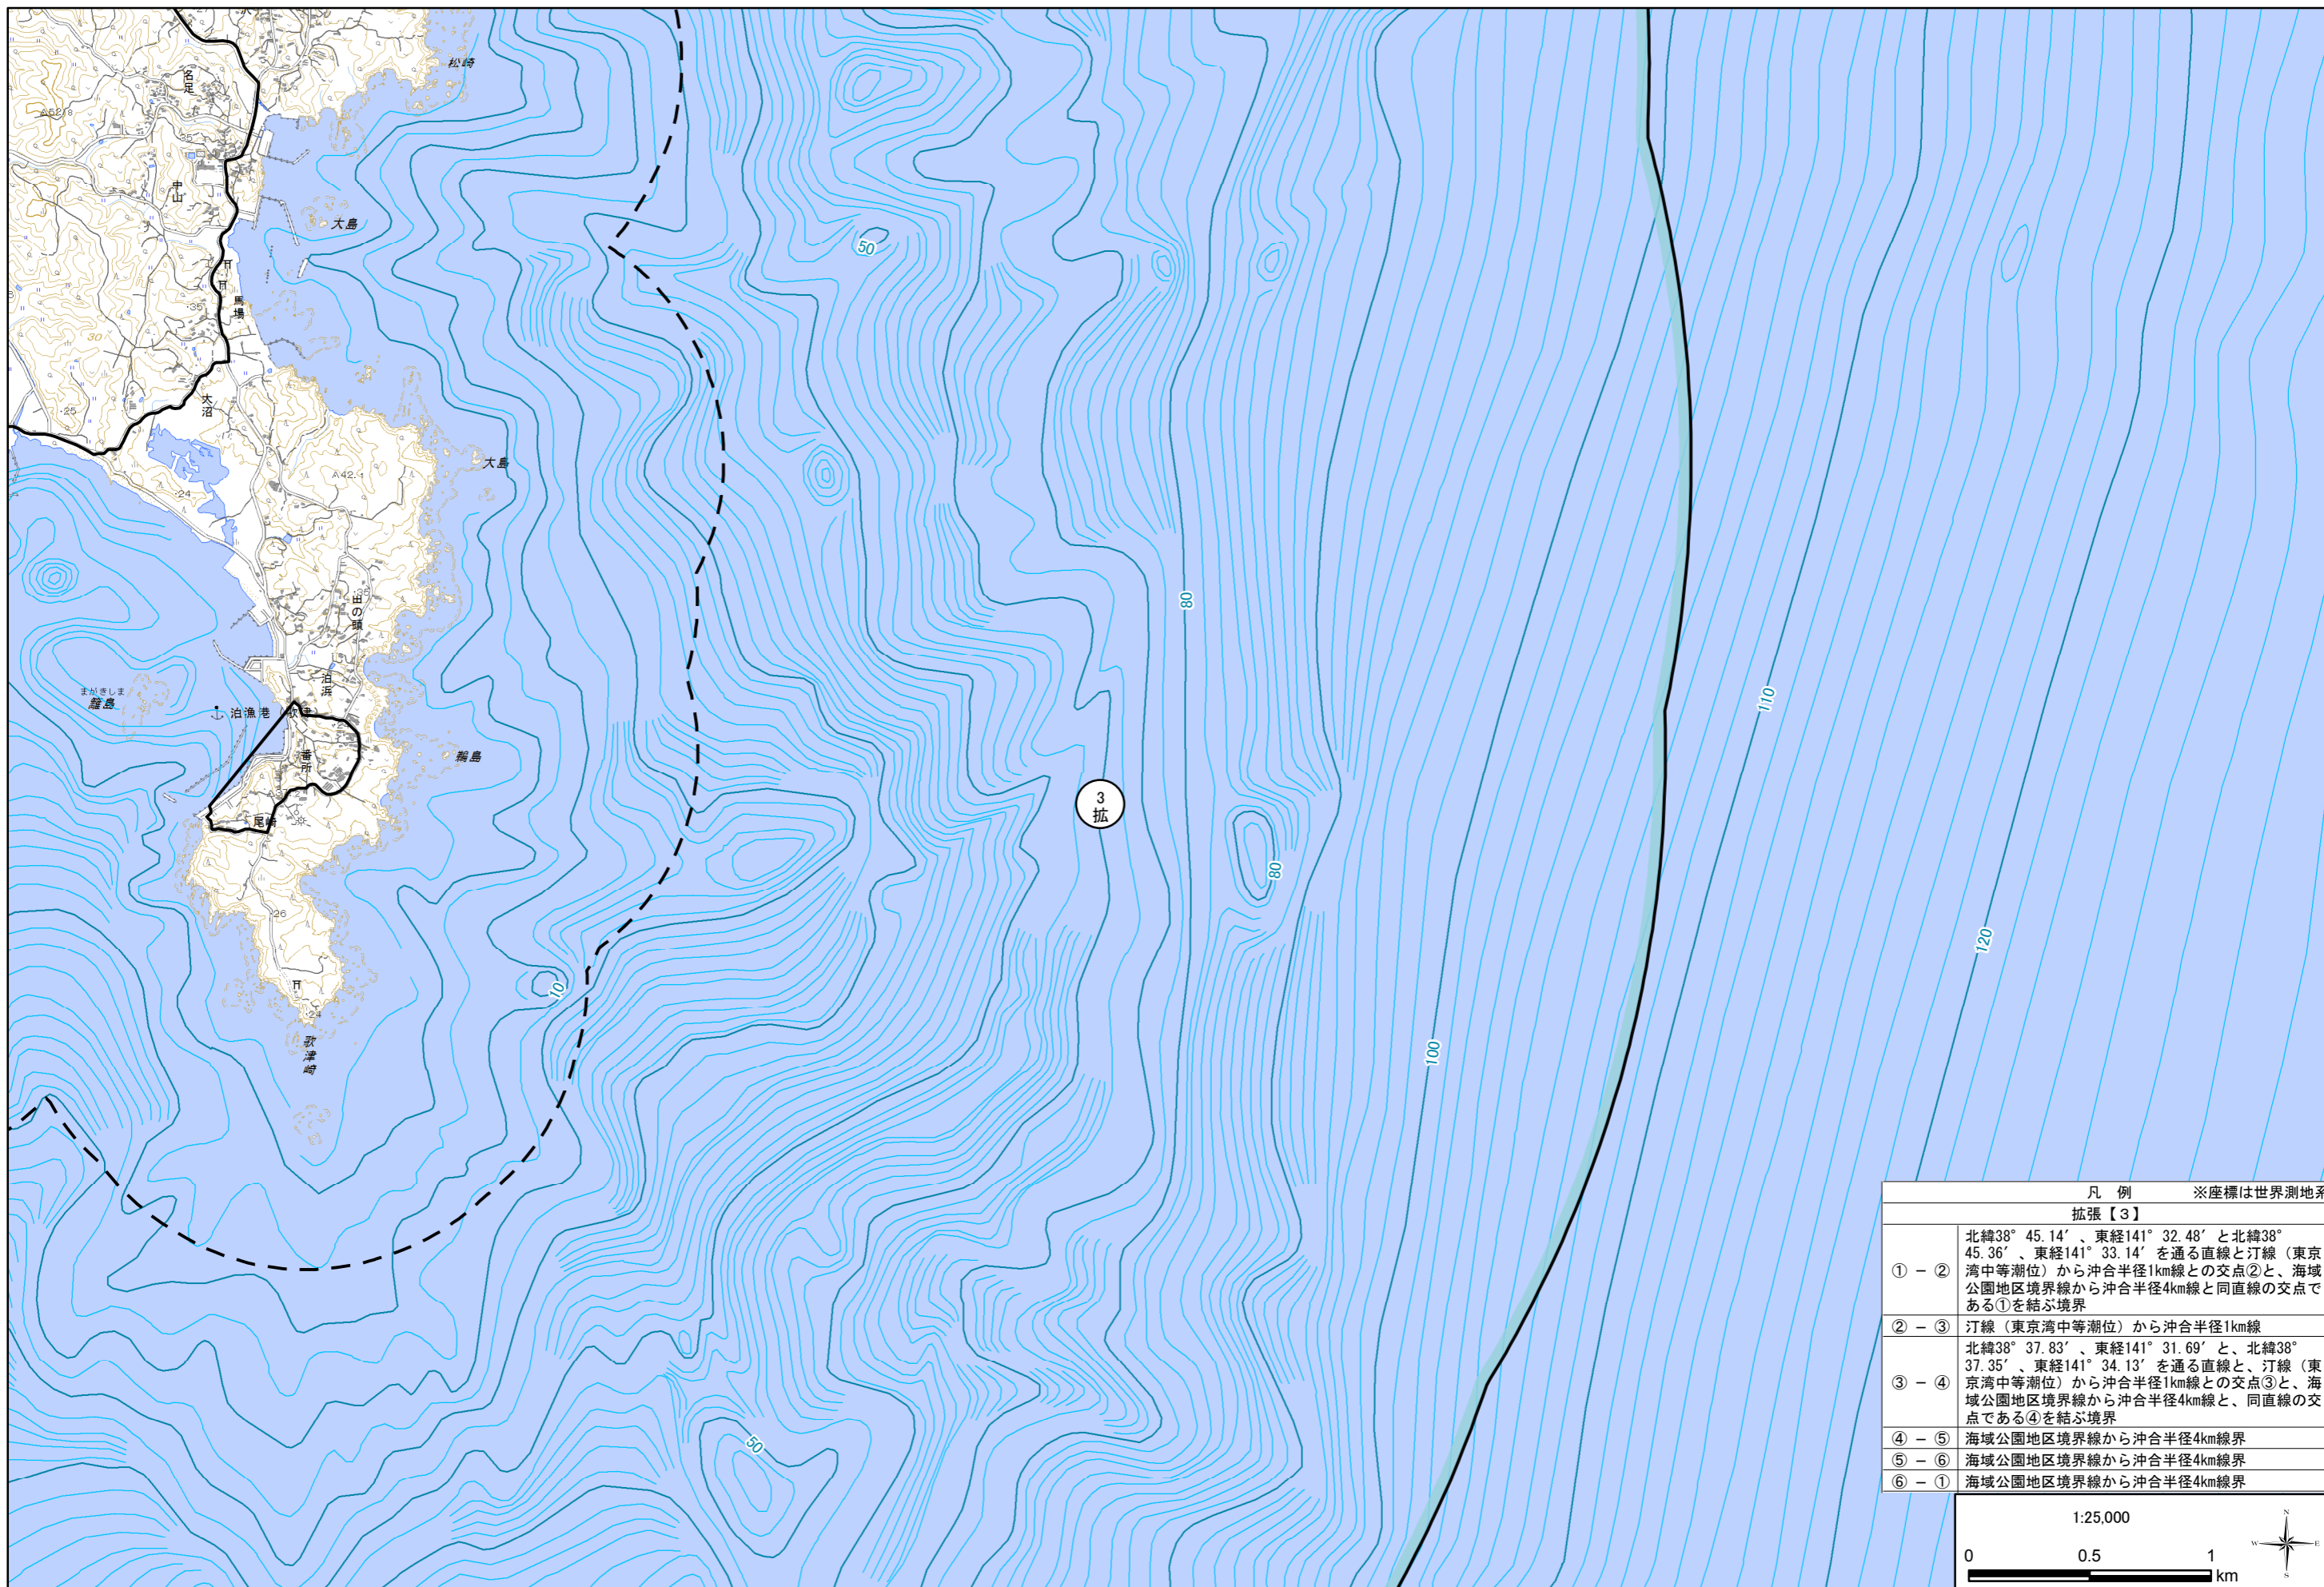 松崎
名足
35
中山
大島
50
馬場
35
30
大沼
25
大島
42.1
24
田の頭
35
80
泊浜
まがきしま
籬島
泊漁港（歌津）
110
鵜島
番所
3
拡
尾崎
80
26
120
10
24
歌津崎
100
50
凡 例 ※座標は世界測地系
拡張【3】
① － ② 北緯38° 45.14′、東経141° 32.48′と北緯38°
45.36′、東経141° 33.14′を通る直線と汀線（東京
湾中等潮位）から沖合半径1km線との交点②と、海域
公園地区境界線から沖合半径4km線と同直線の交点で
ある①を結ぶ境界
② － ③ 汀線（東京湾中等潮位）から沖合半径1km線
③ － ④ 北緯38° 37.83′、東経141° 31.69′と、北緯38°
37.35′、東経141° 34.13′を通る直線と、汀線（東
京湾中等潮位）から沖合半径1km線との交点③と、海
域公園地区境界線から沖合半径4km線と、同直線の交
点である④を結ぶ境界
④ － ⑤ 海域公園地区境界線から沖合半径4km線界
⑤ － ⑥ 海域公園地区境界線から沖合半径4km線界
⑥ － ① 海域公園地区境界線から沖合半径4km線界
1:25,000
N
W E
S
0 0.5 1
km